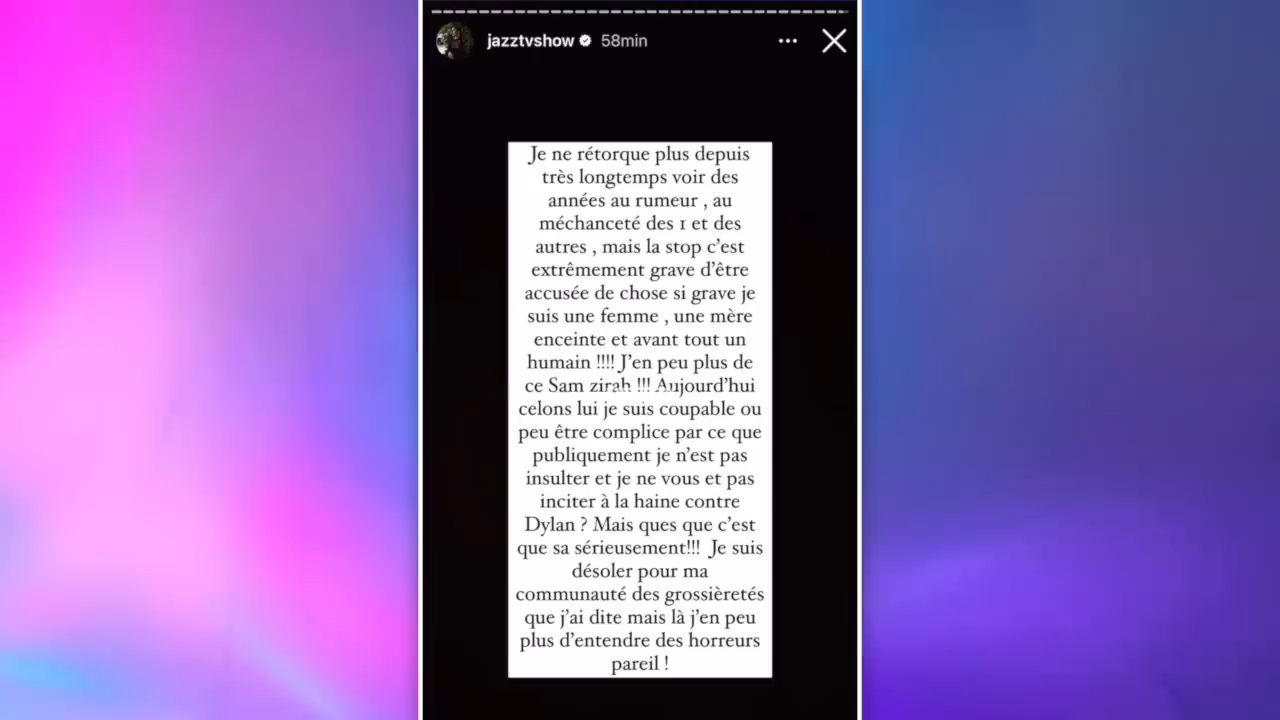 jazztvshow 58min
Je ne rétorque plus depuis
très longtemps voir des
années au rumeur , au
méchanceté des 1 et des
autres , mais la stop c’est
extrêmement grave d’être
accusée de chose si grave je
suis une femme , une mère
enceinte et avant tout un
humain !!!! J’en peu plus de
ce Sam zirah !!! Aujourd’hui
celons lui je suis coupable ou
peu être complice par ce que
publiquement je n’est pas
insulter et je ne vous et pas
inciter à la haine contre
Dylan ? Mais ques que c’est
que sa sérieusement!!! Je suis
désoler pour ma
communauté des grossièretés
que j’ai dite mais là j’en peu
plus d’entendre des horreurs
pareil !